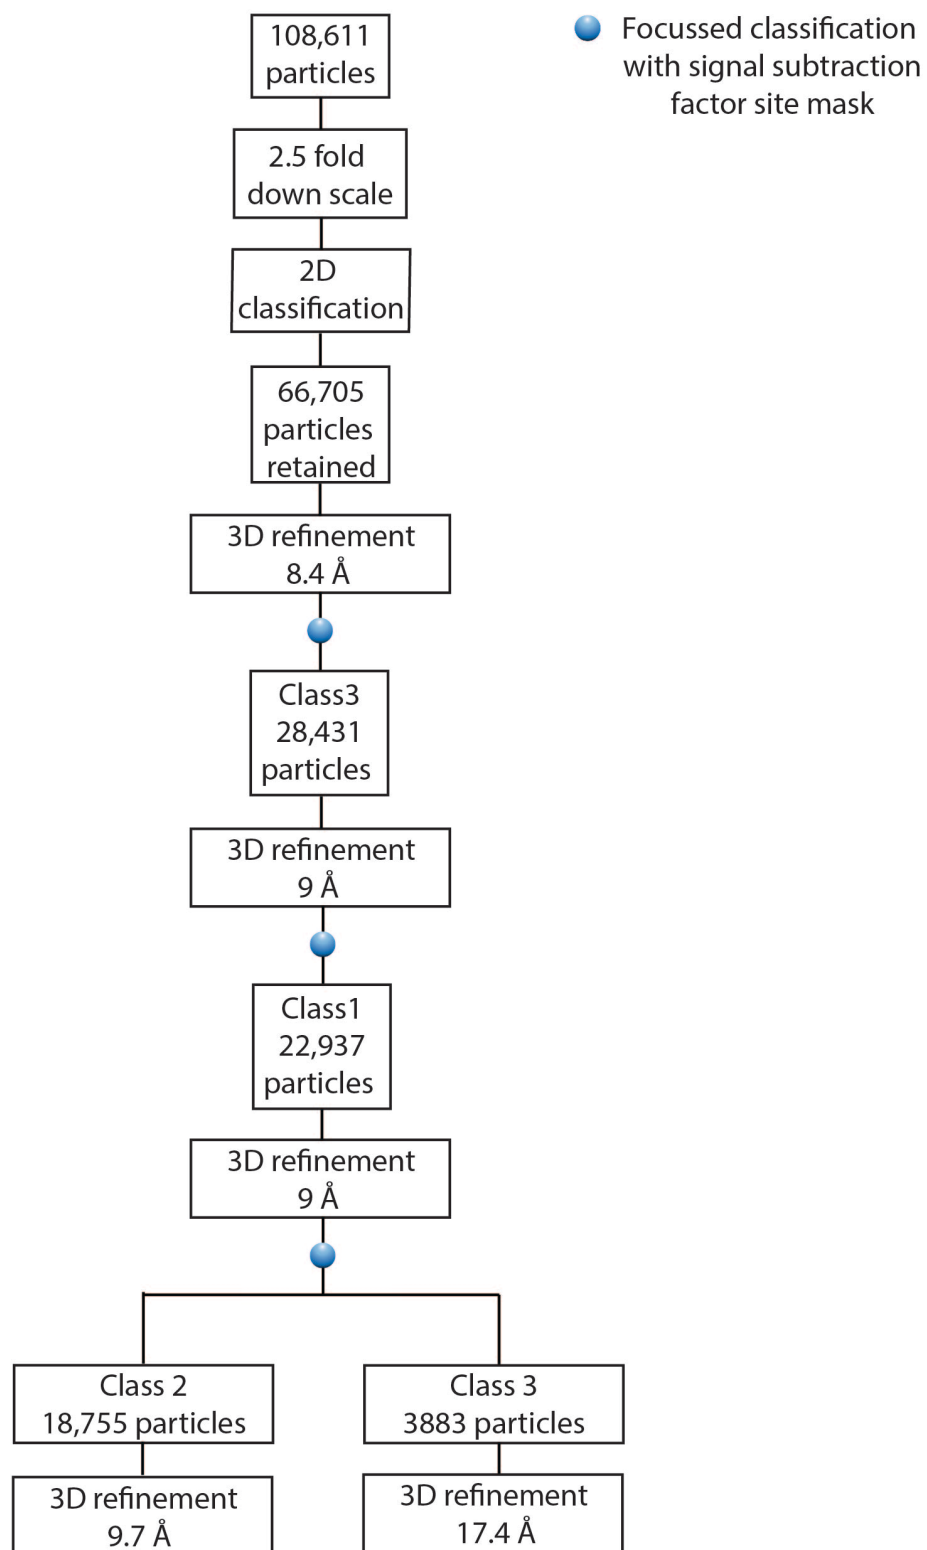 108,611
particles
Focussed classification
with signal subtraction
factor site mask
2.5 fold
down scale
2D
classification
66,705
particles
retained
3D refinement
8.4 Å
Class3
28,431
particles
3D refinement
9 Å
Class1
22,937
particles
3D refinement
9 Å
Class 2
18,755 particles
Class 3
3883 particles
3D refinement
9.7 Å
3D refinement
17.4 Å